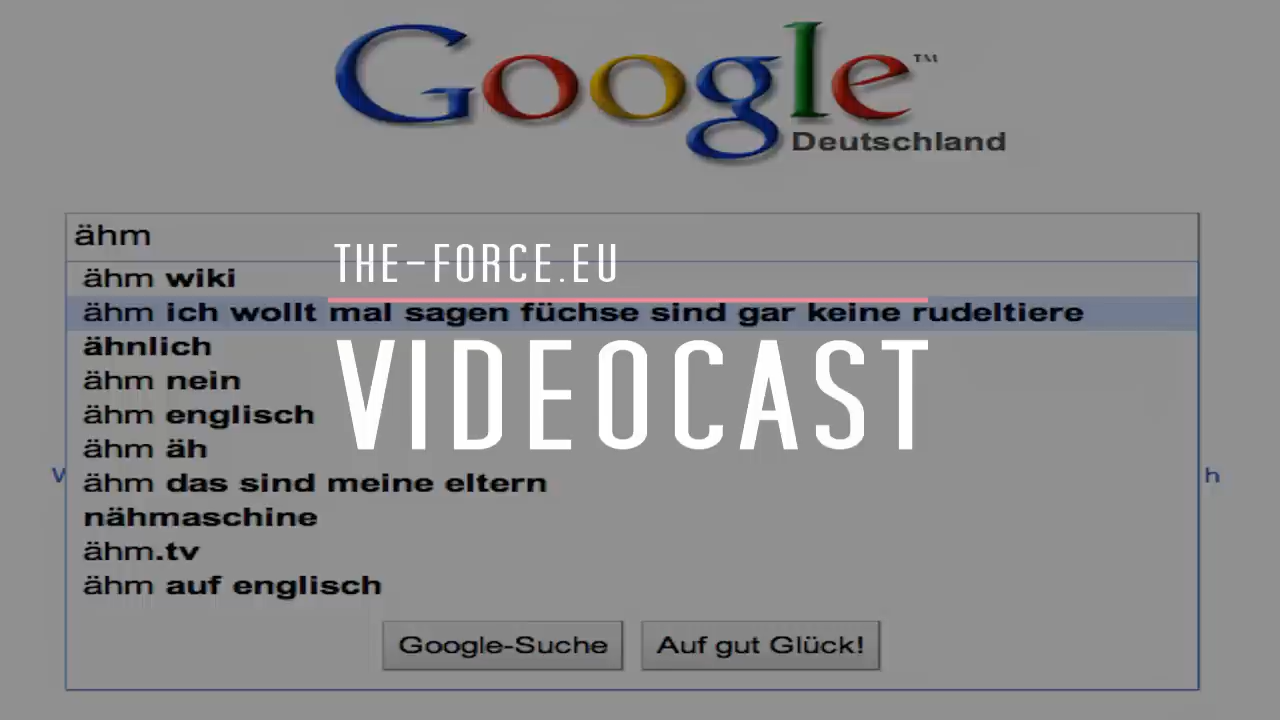 Google™
Deutschland
ähm
THE-FORCE.EU
ähm wiki
ähm ich wollt mal sagen füchse sind gar keine rudeltiere
ähnlich
VIDEOCAST
ähm nein
ähm englisch
ähm äh
ähm das sind meine eltern
nähmaschine
ähm.tv
ähm auf englisch
Google-Suche
Auf gut Glück!